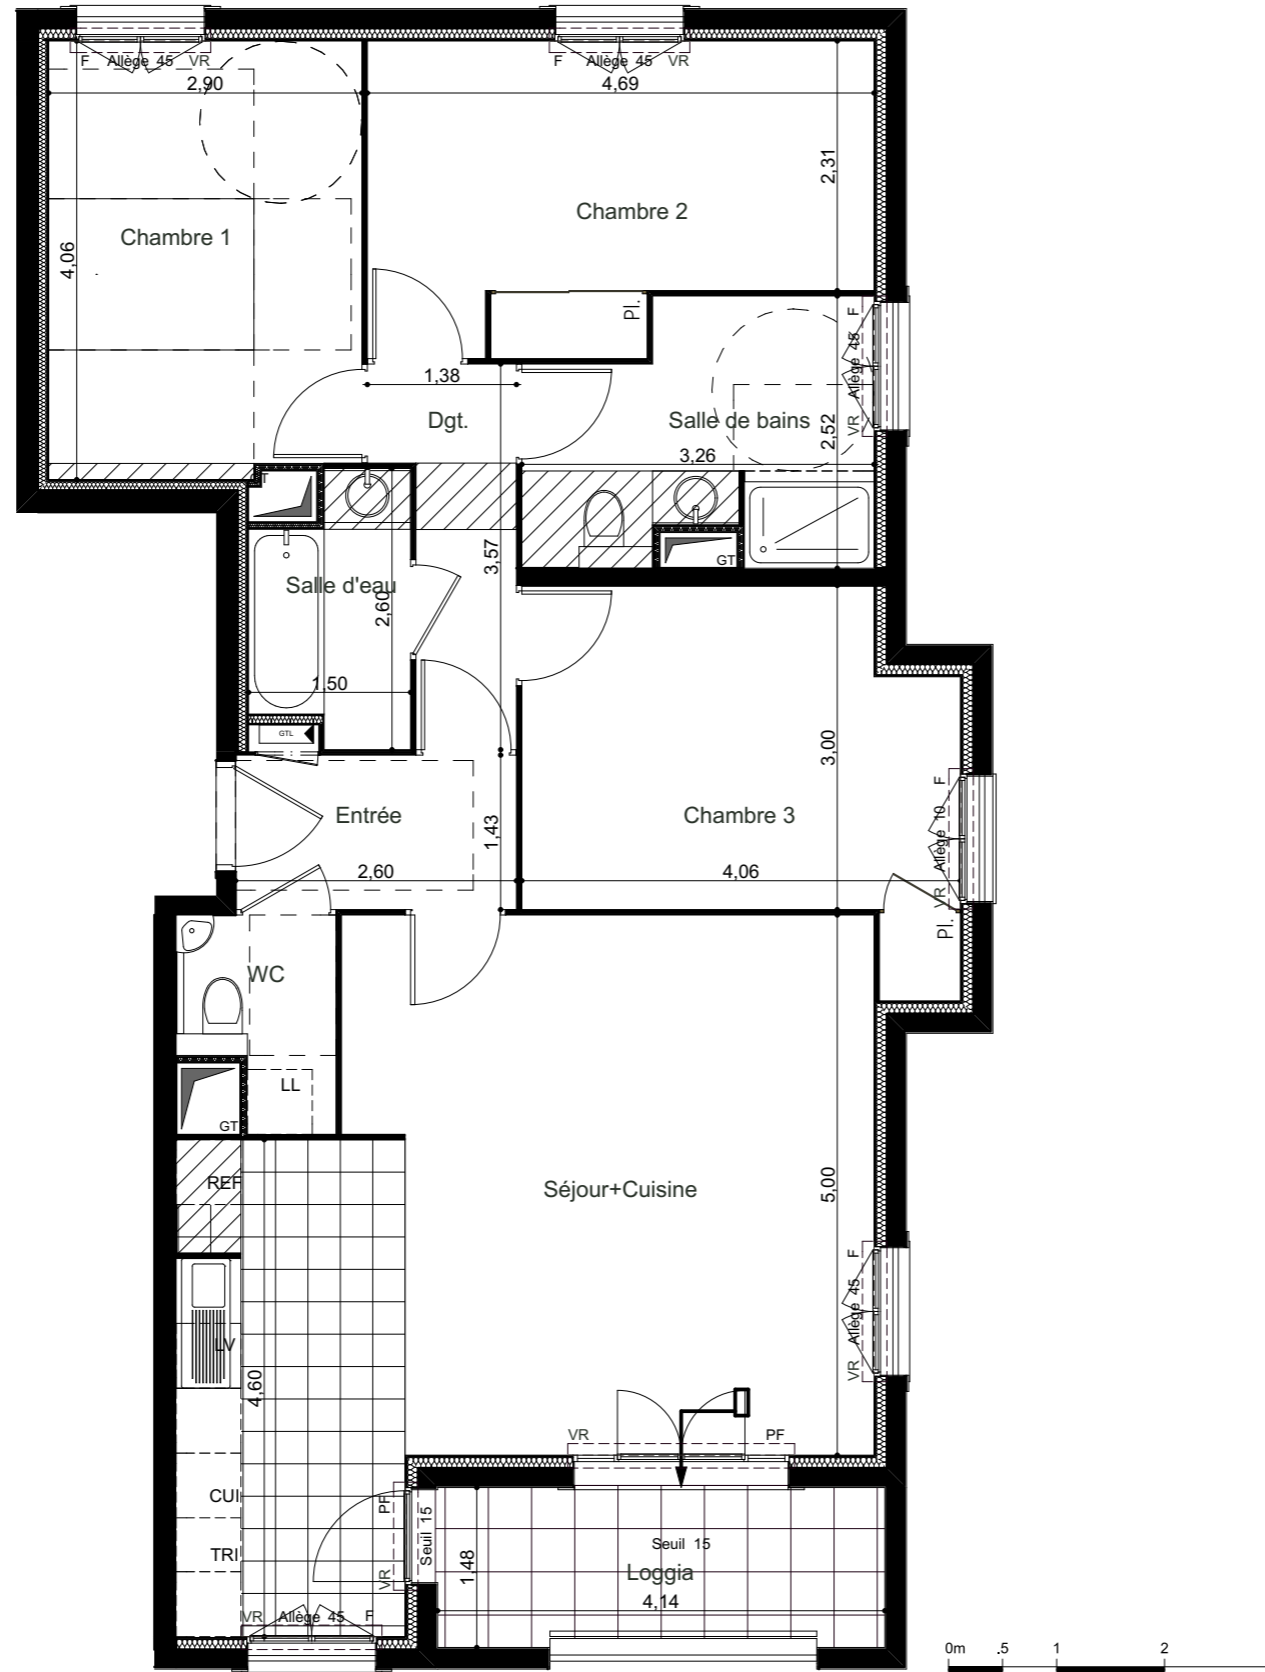 F Allège 45 VR
F Allège 45 VR
2,90
4,69
2,31
Chambre 2
Chambre 1
4,06
Pl.
F
Allège 45
VR
1,38
Dgt.
Salle de bains
2,52
3,26
3,57
GT
Salle d'eau
2,60
1,50
GTL
3,00
Entrée
Chambre 3
1,43
F
Allège 10
VR
2,60
4,06
Pl.
WC
LL
GT
REF
Séjour+Cuisine
5,00
F
Allège 45
VR
LV
4,60
VR
PF
CUI
PF
Seuil 15
TRI
VR
1,48
Seuil 15
Loggia
4,14
VR Allège 45 F
0m .5 1 2